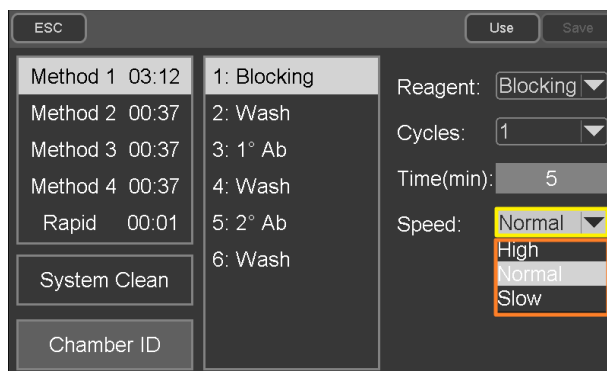 ESC
Use
Save
Method 1 03:12
Method 2 00:37
Method 3 00:37
Method 4 00:37
Rapid 00:01
System Clean
Chamber ID
1: Blocking
2: Wash
3: 1° Ab
4: Wash
5: 2° Ab
6: Wash
Reagent: Blocking
Cycles: 1
Time(min): 5
Speed: Normal
High
Normal
Slow